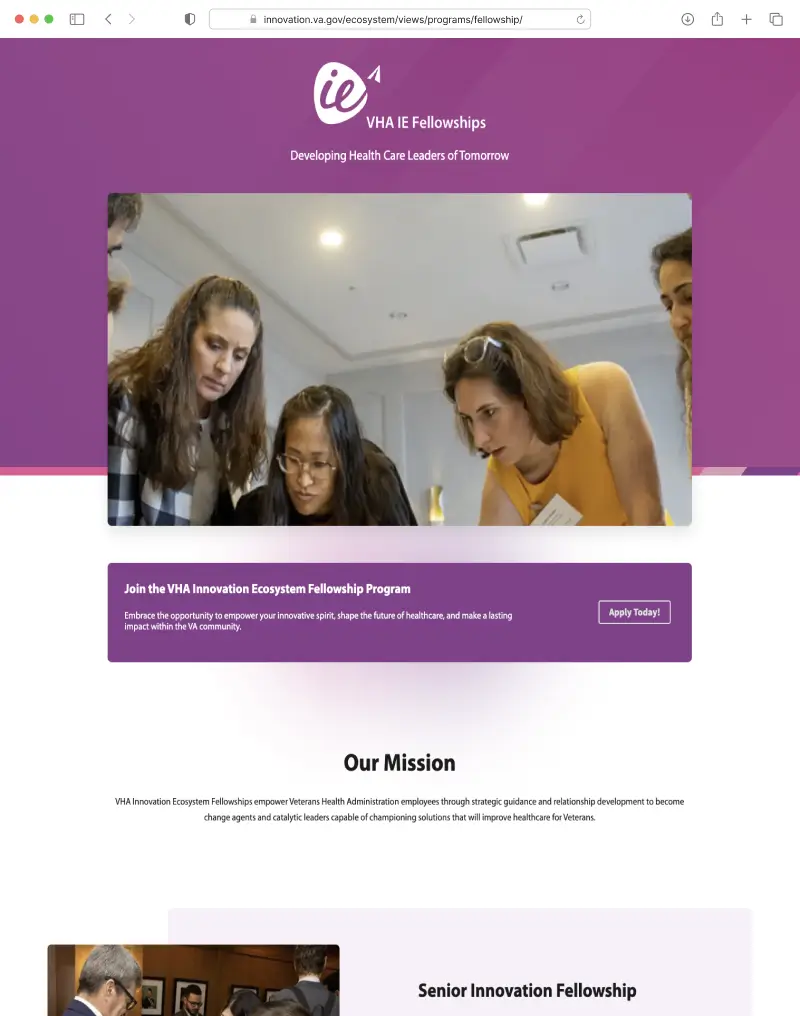 innovation.va.gov/ecosystem/views/programs/fellowship/
ie
VHA IE Fellowships
Developing Health Care Leaders of Tomorrow
Join the VHA Innovation Ecosystem Fellowship Program
Embrace the opportunity to empower your innovative spirit, shape the future of healthcare, and make a lasting
impact within the VA community.
Apply Today!
Our Mission
VHA Innovation Ecosystem Fellowships empower Veterans Health Administration employees through strategic guidance and relationship development to become
change agents and catalytic leaders capable of championing solutions that will improve healthcare for Veterans.
Senior Innovation Fellowship